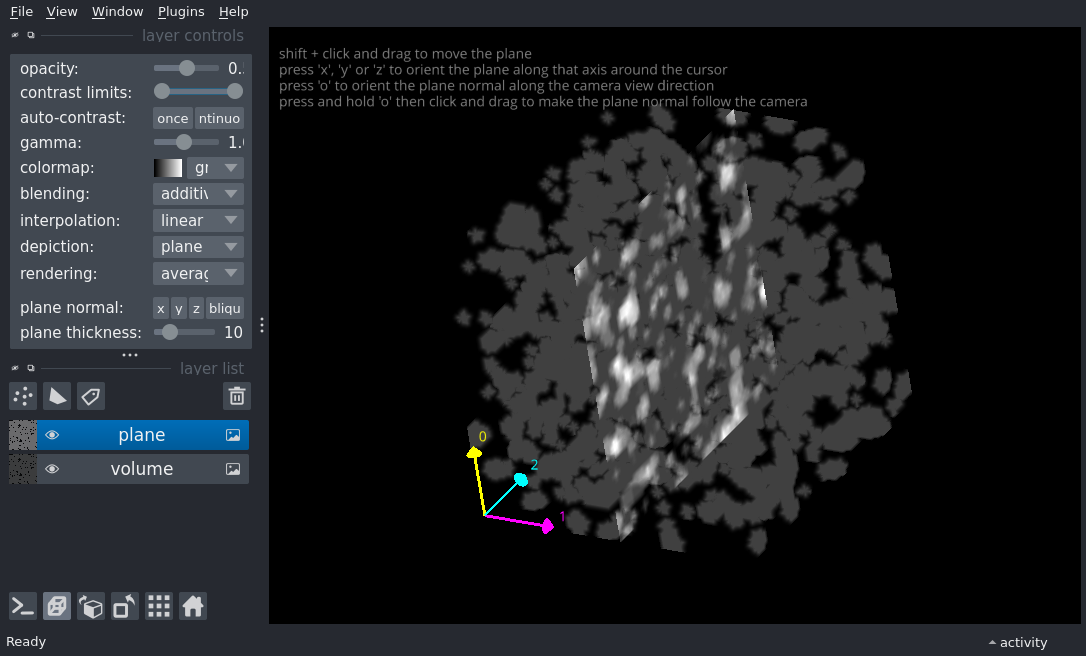 File View Window Plugins Help
layer controls
opacity: 0.
contrast limits:
auto-contrast: once ntinuo
gamma: 1.
colormap: gr
blending: additiv
interpolation: linear
depiction: plane
rendering: averag
plane normal: x y z bliqu
plane thickness: 10
layer list
plane
volume
Ready
shift + click and drag to move the plane
press 'x', 'y' or 'z' to orient the plane along that axis around the cursor
press 'o' to orient the plane normal along the camera view direction
press and hold 'o' then click and drag to make the plane normal follow the camera
0
2
1
activity